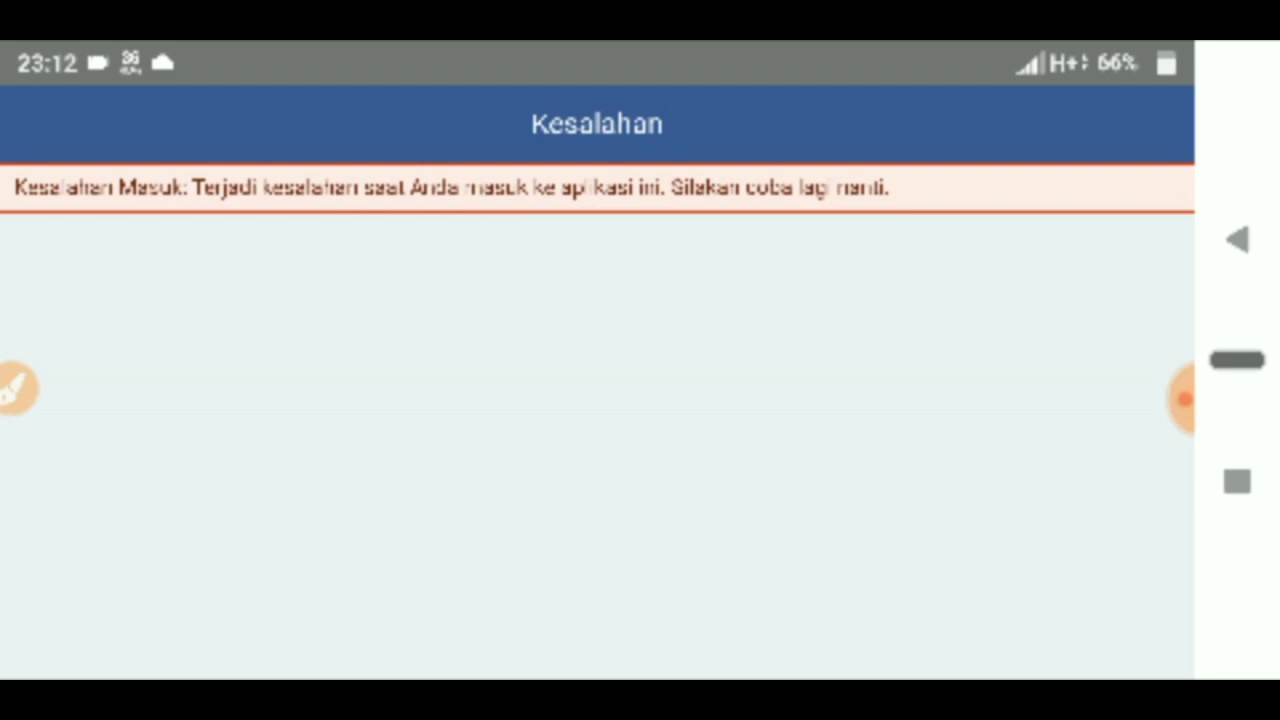 23:12
H+ 66%
Kesalahan
Kesalahan Masuk: Terjadi kesalahan saat Anda masuk ke aplikasi ini. Silakan coba lagi nanti.